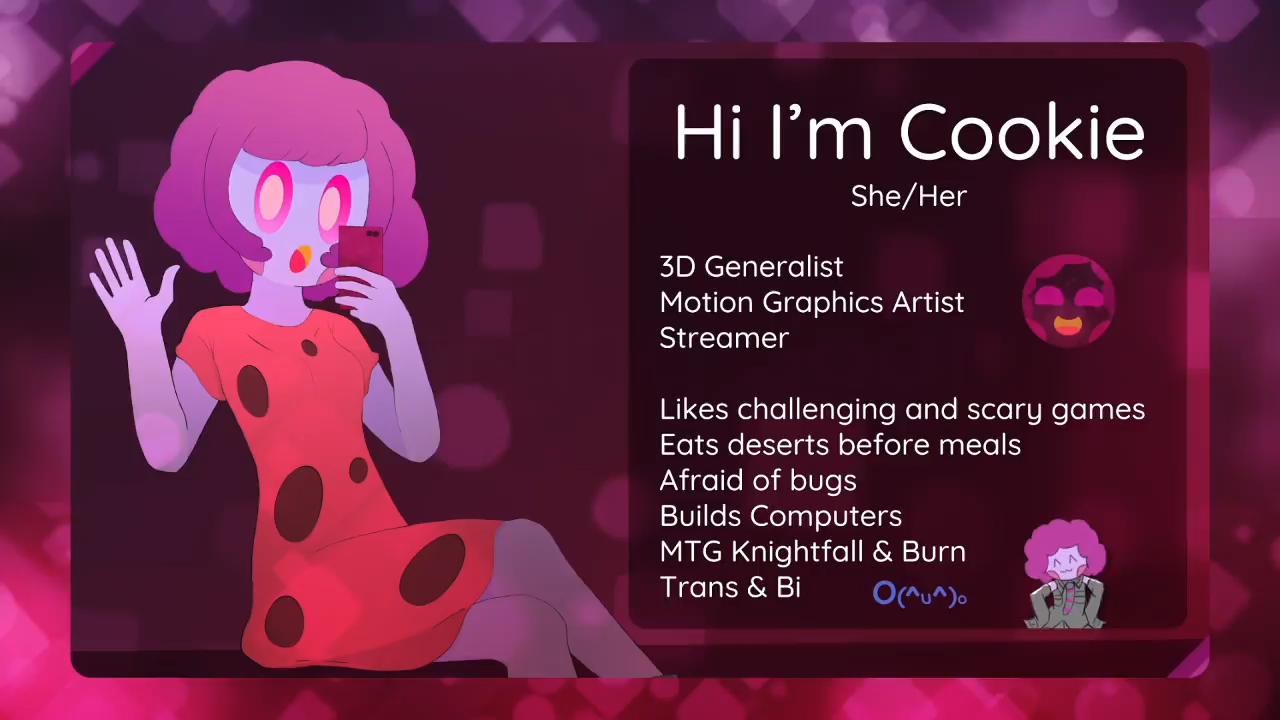 Hi I'm Cookie
She/Her
3D Generalist
Motion Graphics Artist
Streamer
Likes challenging and scary games
Eats deserts before meals
Afraid of bugs
Builds Computers
MTG Knightfall & Burn
Trans & Bi
O(^u^)o